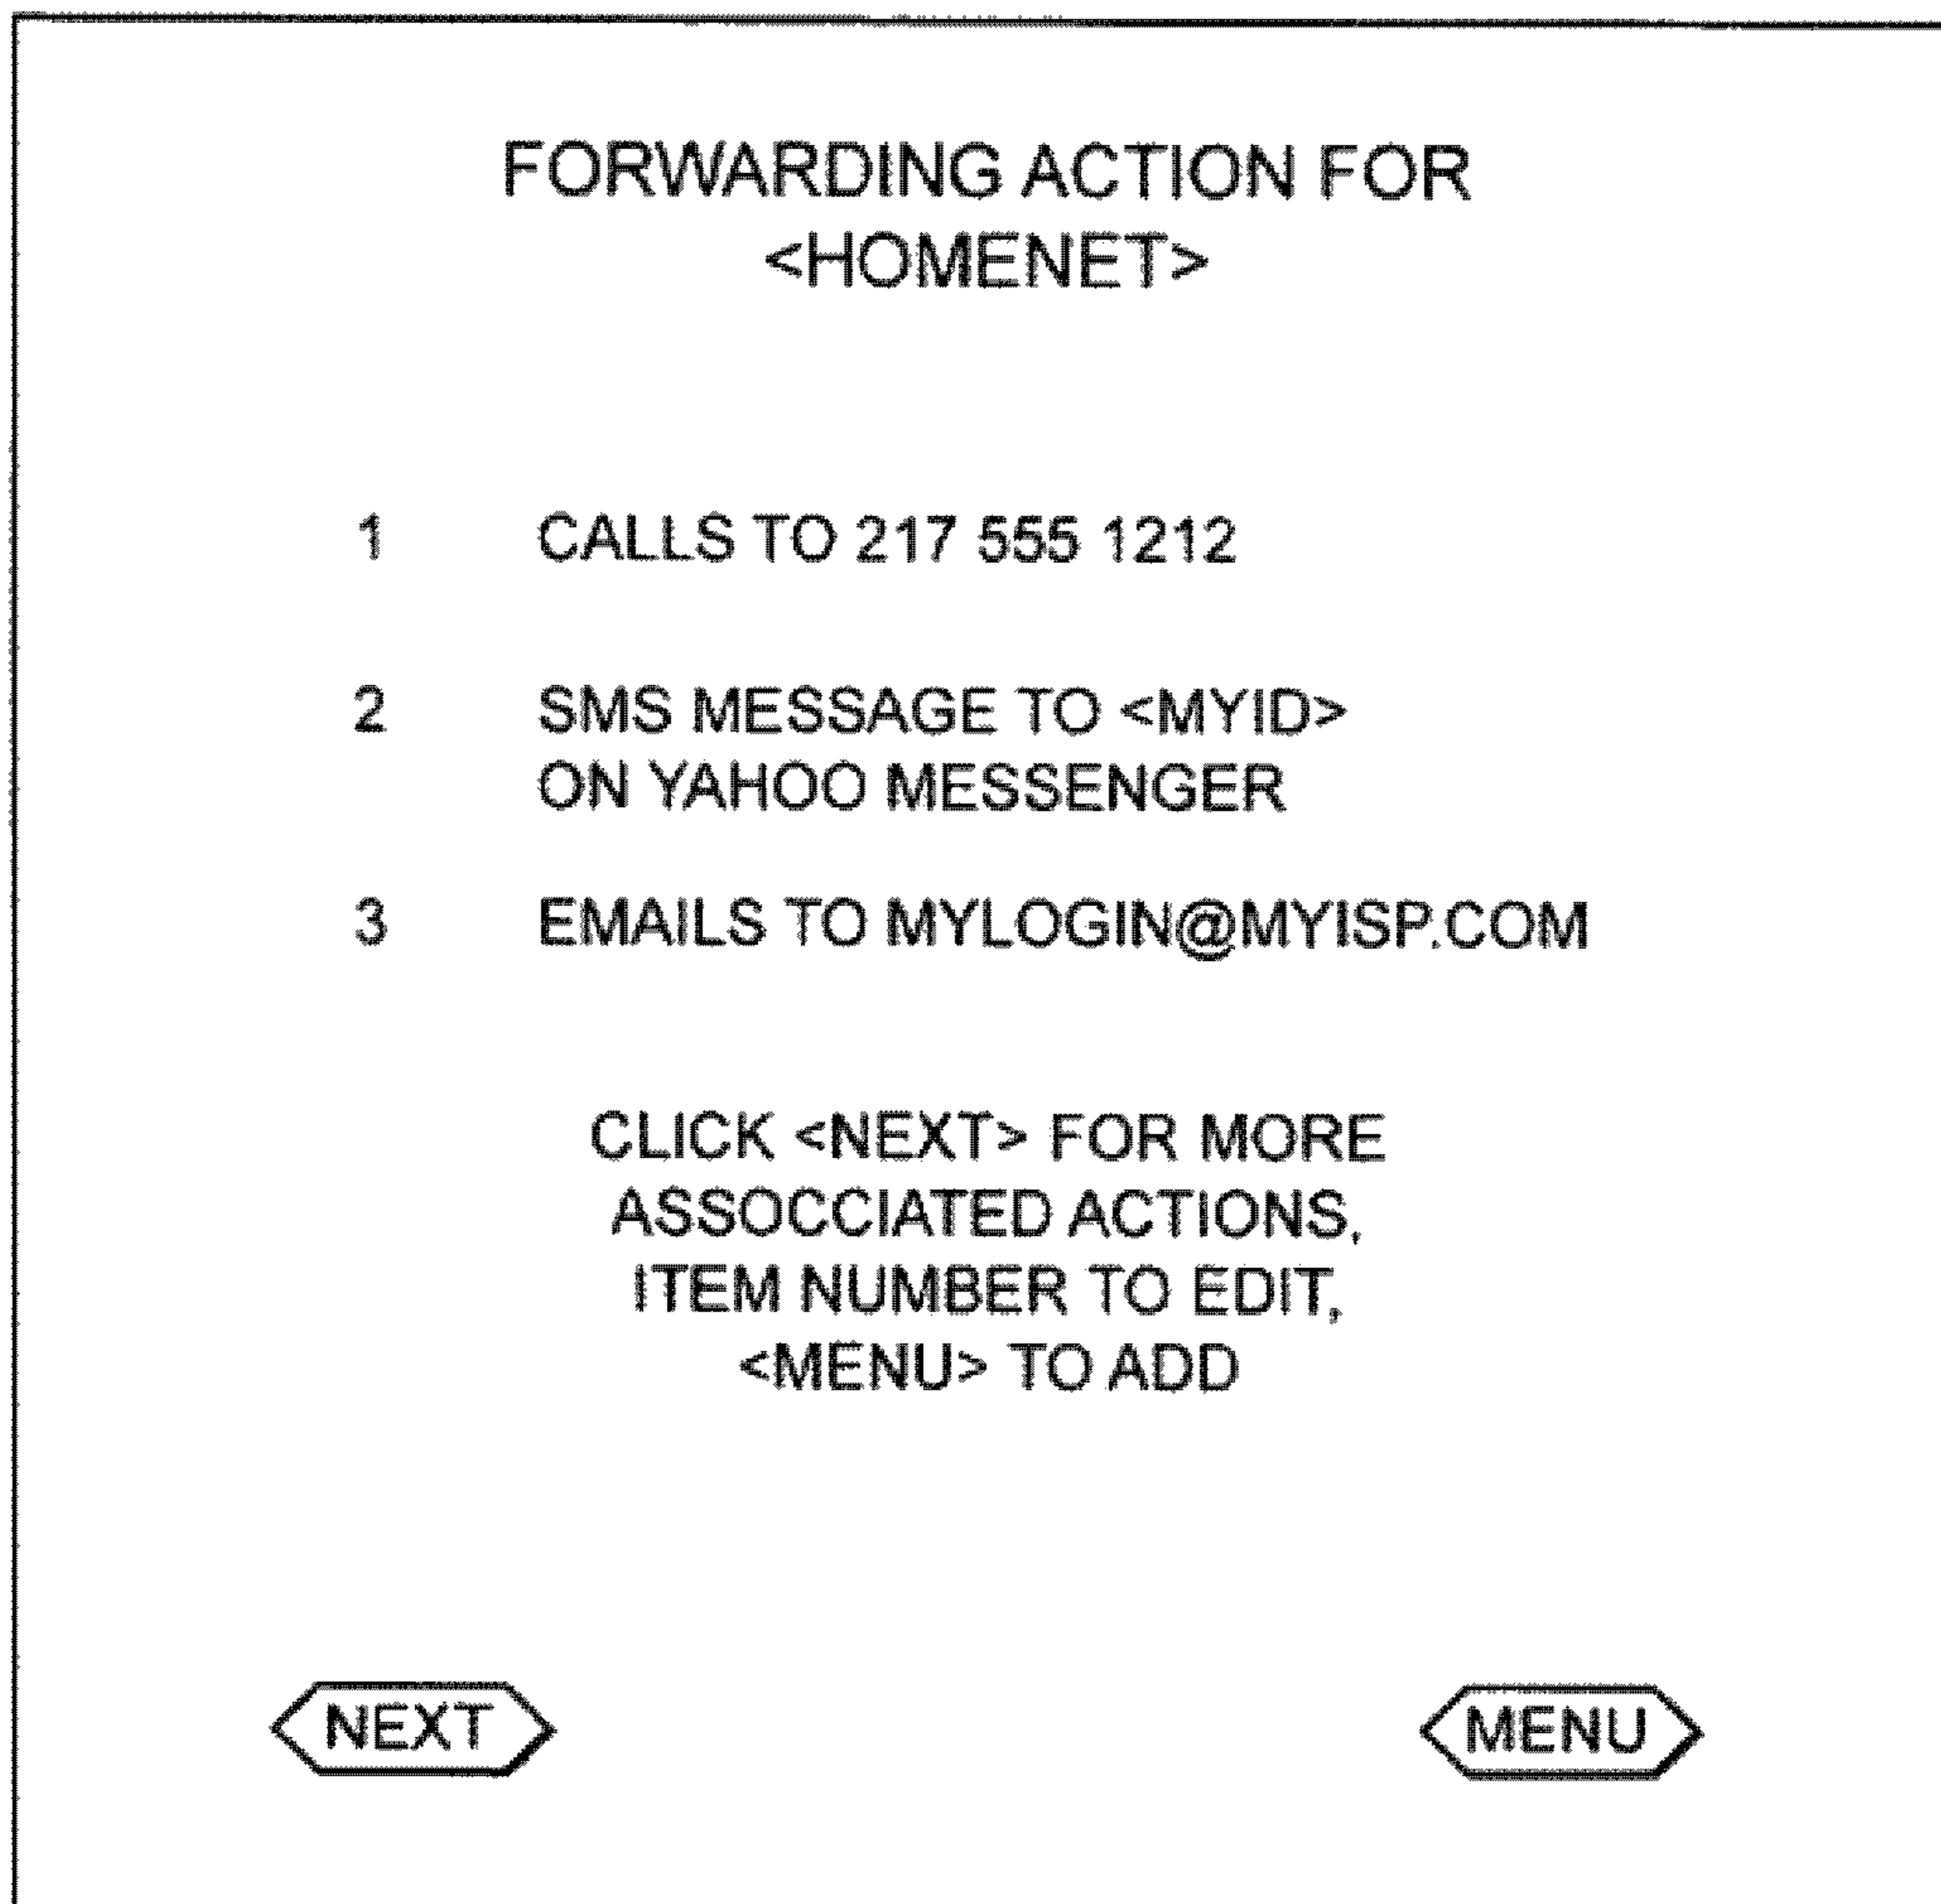 FORWARDING ACTION FOR
<HOMENET>
1 CALLS TO 217 555 1212
2 SMS MESSAGE TO <MYID>
ON YAHOO MESSENGER
3 EMAILS TO MYLOGIN@MYISP.COM
CLICK <NEXT> FOR MORE
ASSOCCIATED ACTIONS,
ITEM NUMBER TO EDIT,
<MENU> TO ADD
NEXT MENU